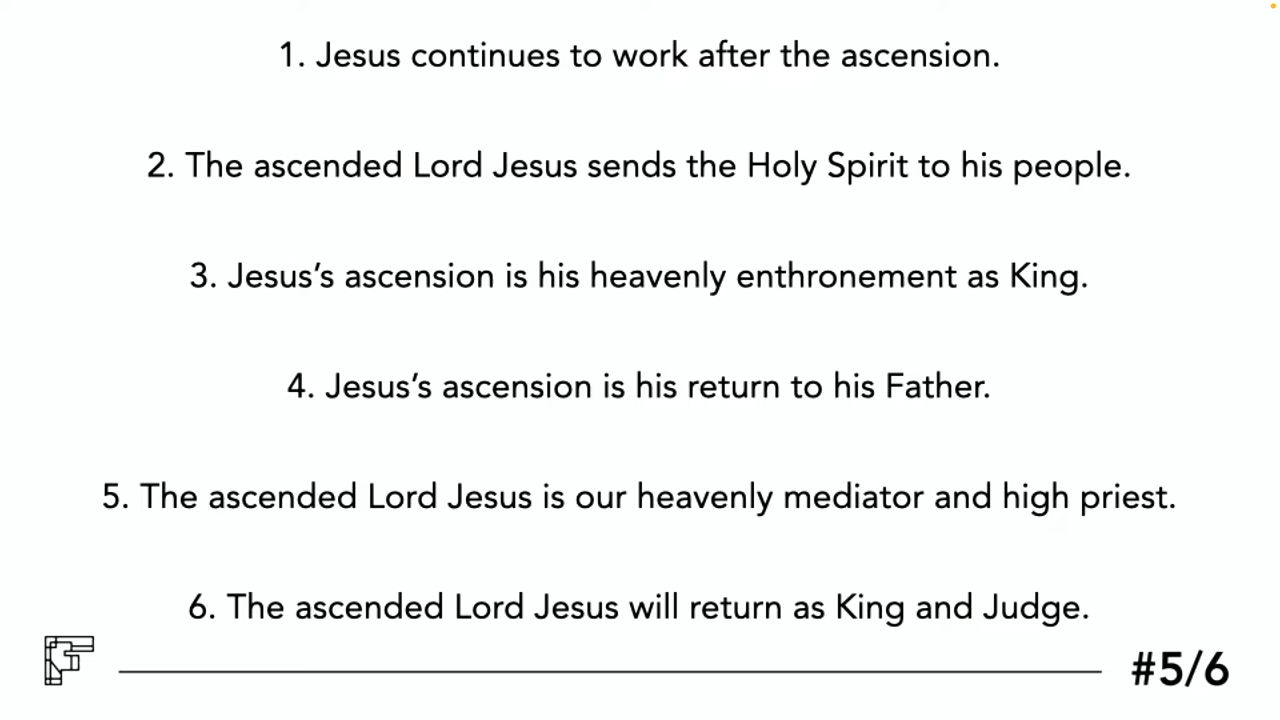 1. Jesus continues to work after the ascension.
2. The ascended Lord Jesus sends the Holy Spirit to his people.
3. Jesus’s ascension is his heavenly enthronement as King.
4. Jesus’s ascension is his return to his Father.
5. The ascended Lord Jesus is our heavenly mediator and high priest.
6. The ascended Lord Jesus will return as King and Judge.
#5/6